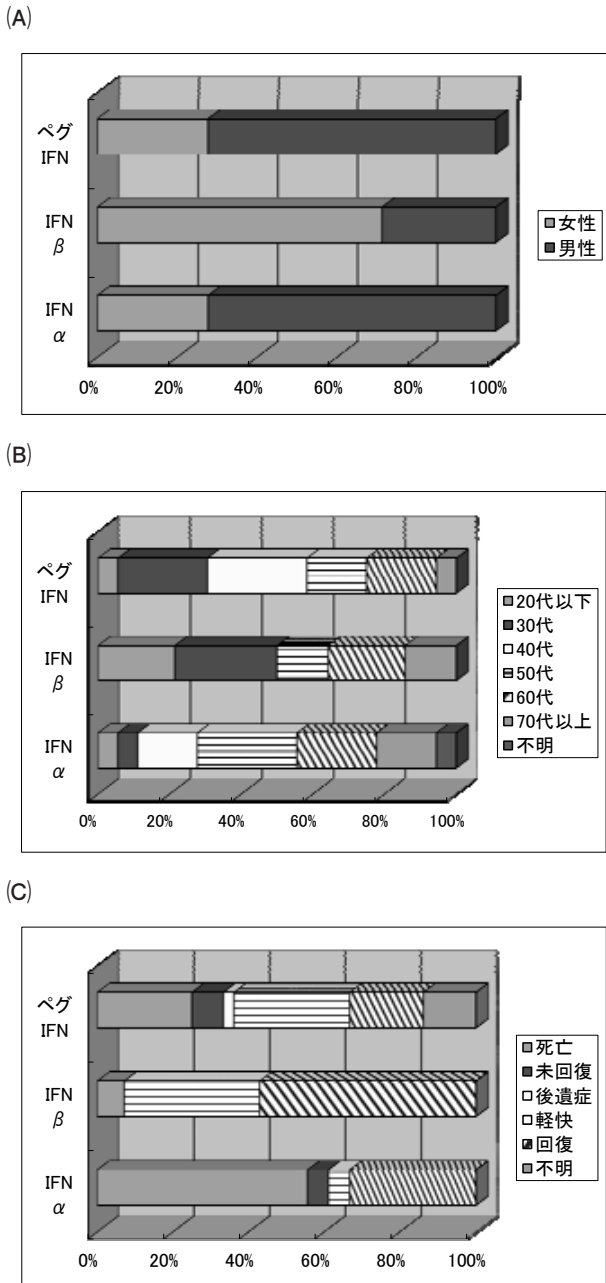 (A)
ペグ
IFN
IFN
β
IFN
α
0% 20% 40% 60% 80% 100%
女性
男性
(B)
ペグ
IFN
IFN
β
IFN
α
0% 20% 40% 60% 80% 100%
20代以下
30代
40代
50代
60代
70代以上
不明
(C)
ペグ
IFN
IFN
β
IFN
α
0% 20% 40% 60% 80% 100%
死亡
未回復
後遺症
軽快
回復
不明